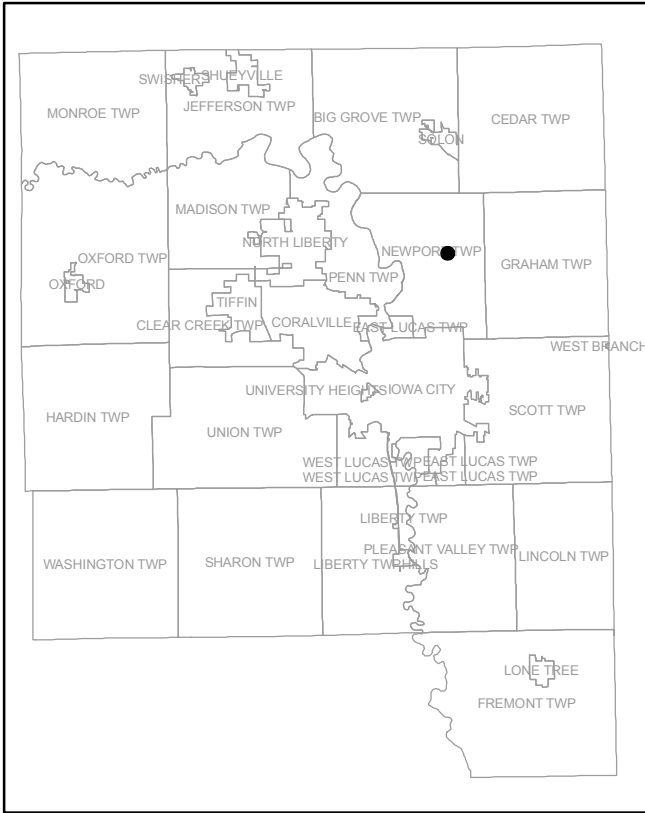 SHUEYVILLE
SWISHER
MONROE TWP
JEFFERSON TWP
BIG GROVE TWP
CEDAR TWP
SOLON
MADISON TWP
NORTH LIBERTY
NEWPORT TWP
OXFORD TWP
GRAHAM TWP
PENN TWP
OXFORD
TIFFIN
CLEAR CREEK TWP
CORALVILLE
EAST LUCAS TWP
WEST BRANCH
UNIVERSITY HEIGHTS
IOWA CITY
HARDIN TWP
SCOTT TWP
UNION TWP
WEST LUCAS TWP
EAST LUCAS TWP
WEST LUCAS TWP
EAST LUCAS TWP
LIBERTY TWP
PLEASANT VALLEY TWP
WASHINGTON TWP
SHARON TWP
LIBERTY TWP
HILLS
LINCOLN TWP
LONE TREE
FREMONT TWP